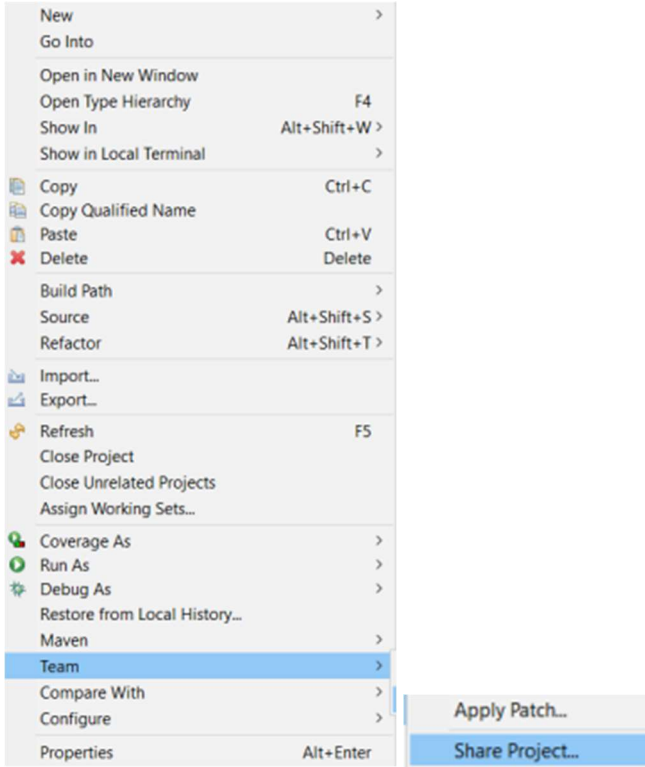 New >
Go Into
Open in New Window
Open Type Hierarchy F4
Show In Alt+Shift+W >
Show in Local Terminal >
Copy Ctrl+C
Copy Qualified Name
Paste Ctrl+V
Delete Delete
Build Path >
Source Alt+Shift+S >
Refactor Alt+Shift+T >
Import...
Export...
Refresh F5
Close Project
Close Unrelated Projects
Assign Working Sets...
Coverage As >
Run As >
Debug As >
Restore from Local History...
Maven >
Team >
Compare With >
Configure >
Properties Alt+Enter
Apply Patch...
Share Project...